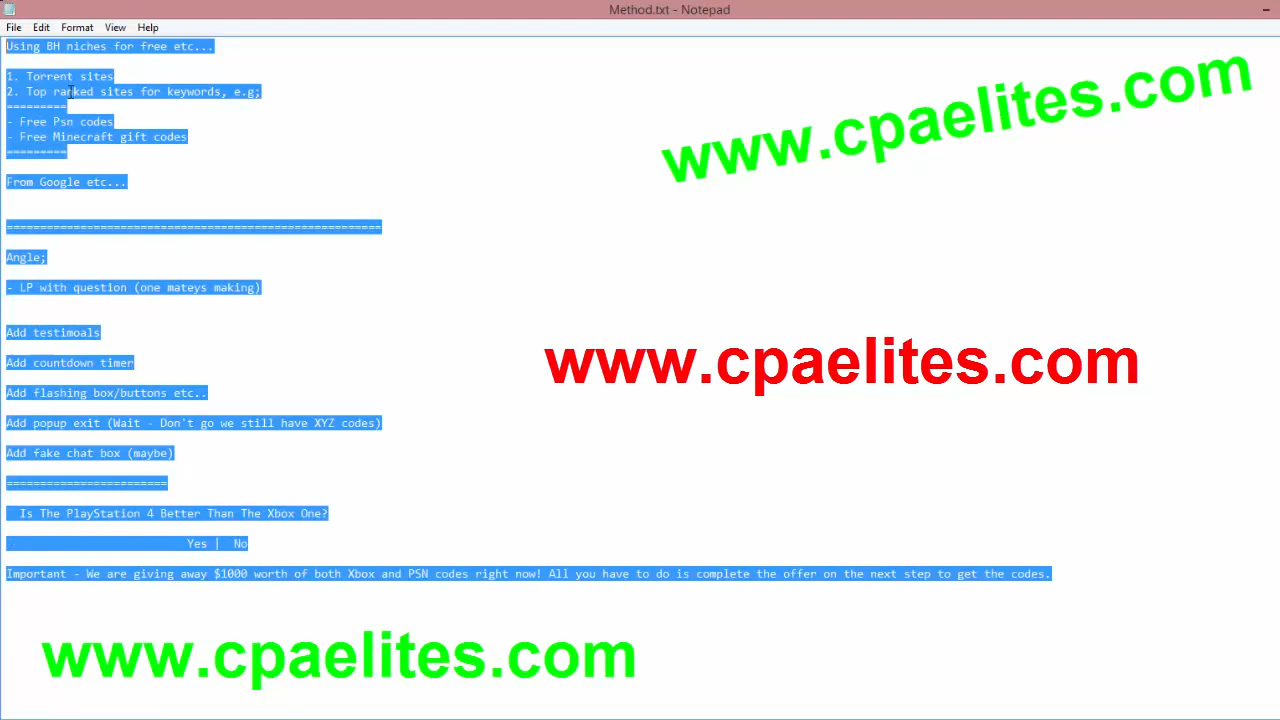 Method.txt - Notepad
File Edit Format View Help
Using BH niches for free etc...
1. Torrent sites
2. Top ranked sites for keywords, e.g;
=========
- Free Psn codes
- Free Minecraft gift codes
=========
From Google etc...
========================================================
Angle;
- LP with question (one mateys making)
Add testimoals
Add countdown timer
Add flashing box/buttons etc..
Add popup exit (Wait - Don't go we still have XYZ codes)
Add fake chat box (maybe)
========================
Is The PlayStation 4 Better Than The Xbox One?
Yes | No
Important - We are giving away $1000 worth of both Xbox and PSN codes right now! All you have to do is complete the offer on the next step to get the codes.
www.cpaelites.com
www.cpaelites.com
www.cpaelites.com